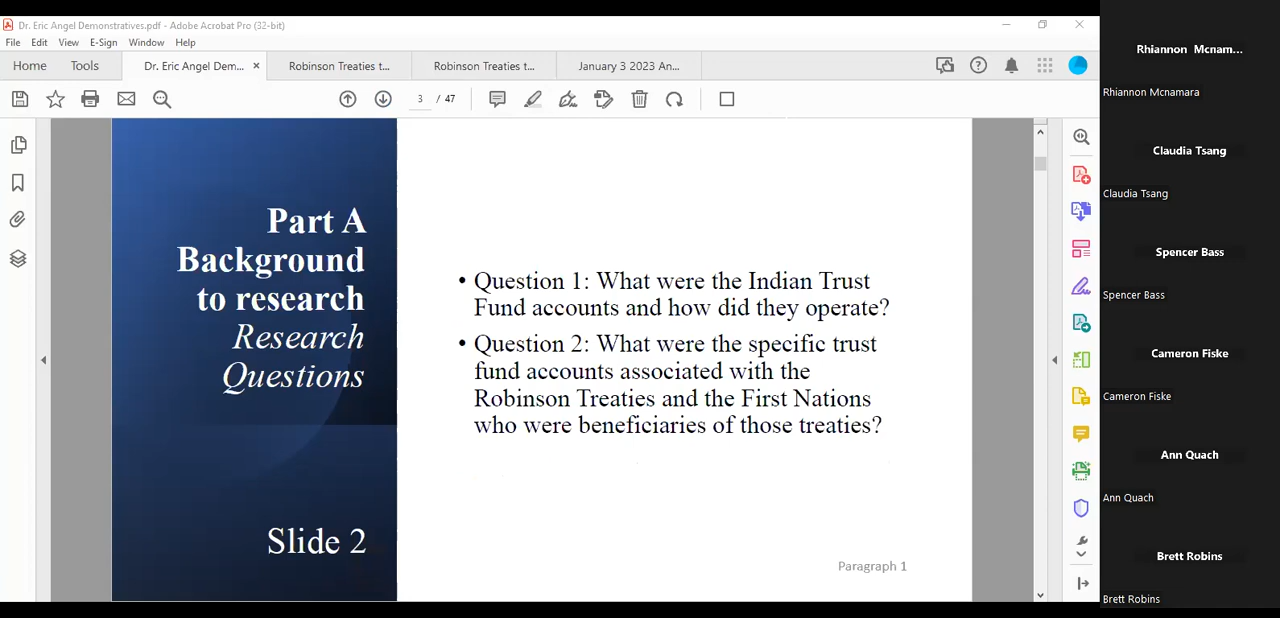 Dr. Eric Angel Demonstratives.pdf - Adobe Acrobat Pro (32-bit)
File Edit View E-Sign Window Help
Home Tools Dr. Eric Angel Dem... × Robinson Treaties t... Robinson Treaties t... January 3 2023 An...
3 / 47
Part A
Background
to research
Research
Questions
Slide 2
• Question 1: What were the Indian Trust
Fund accounts and how did they operate?
• Question 2: What were the specific trust
fund accounts associated with the
Robinson Treaties and the First Nations
who were beneficiaries of those treaties?
Paragraph 1
Rhiannon Mcnam...
Rhiannon Mcnamara
Claudia Tsang
Claudia Tsang
Spencer Bass
Spencer Bass
Cameron Fiske
Cameron Fiske
Ann Quach
Ann Quach
Brett Robins
Brett Robins